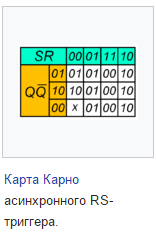 SR 00 01 11 10
QQ̅ 01 01 01 00 10
10 10 01 00 10
00 x 01 00 10
Карта Карно
асинхронного RS-
триггера.